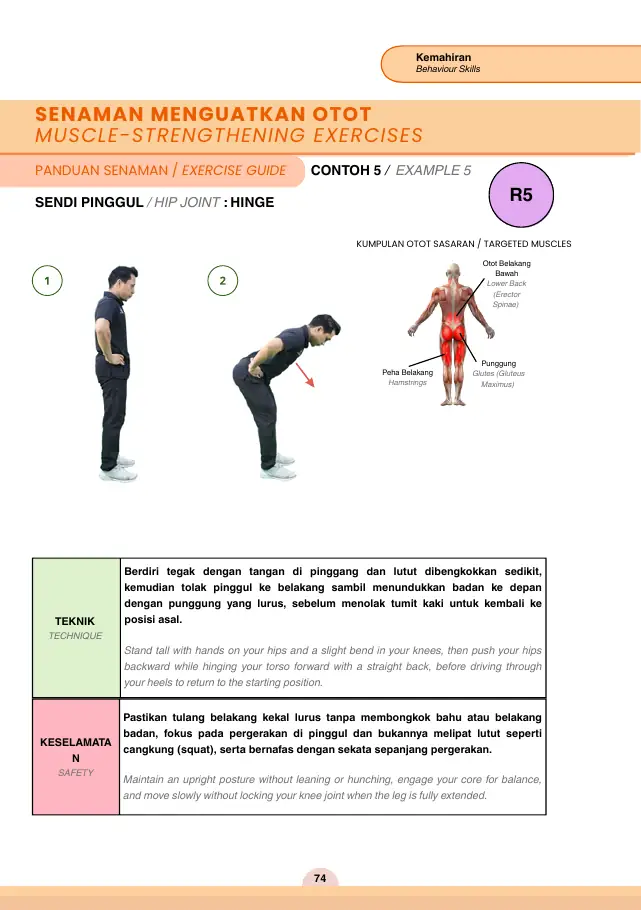 Kemahiran
Behaviour Skills
SENAMAN MENGUATKAN OTOT
MUSCLE-STRENGTHENING EXERCISES
PANDUAN SENAMAN / EXERCISE GUIDE CONTOH 5 / EXAMPLE 5
R5
SENDI PINGGUL / HIP JOINT : HINGE
KUMPULAN OTOT SASARAN / TARGETED MUSCLES
1
2
Otot Belakang
Bawah
Lower Back
(Erector
Spinae)
Peha Belakang
Hamstrings
Punggung
Glutes (Gluteus
Maximus)
TEKNIK
TECHNIQUE
Berdiri tegak dengan tangan di pinggang dan lutut dibengkokkan sedikit,
kemudian tolak pinggul ke belakang sambil menundukkan badan ke depan
dengan punggung yang lurus, sebelum menolak tumit kaki untuk kembali ke
posisi asal.
Stand tall with hands on your hips and a slight bend in your knees, then push your hips
backward while hinging your torso forward with a straight back, before driving through
your heels to return to the starting position.
KESELAMATA
N
SAFETY
Pastikan tulang belakang kekal lurus tanpa membongkok bahu atau belakang
badan, fokus pada pergerakan di pinggul dan bukannya melipat lutut seperti
cangkung (squat), serta bernafas dengan sekata sepanjang pergerakan.
Maintain an upright posture without leaning or hunching, engage your core for balance,
and move slowly without locking your knee joint when the leg is fully extended.
74